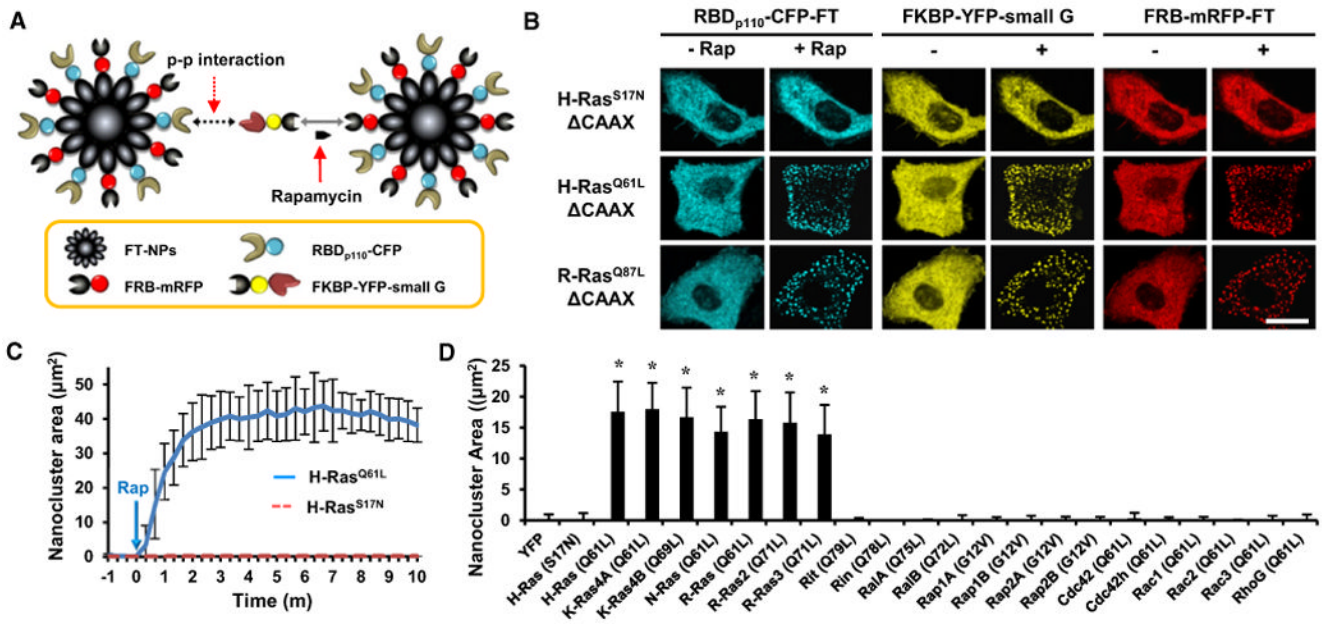 A
p-p interaction
Rapamycin
FT-NPs
RBDp110-CFP
FRB-mRFP
FKBP-YFP-small G
B
RBDp110-CFP-FT
FKBP-YFP-small G
FRB-mRFP-FT
- Rap
+ Rap
-
+
-
+
H-RasS17N
ΔCAAX
H-RasQ61L
ΔCAAX
R-RasQ87L
ΔCAAX
C
Nanocluster area (µm2)
50
40
30
20
10
0
Rap
H-RasQ61L
H-RasS17N
-1 0 1 2 3 4 5 6 7 8 9 10
Time (m)
D
Nanocluster Area ((µm2)
25
20
15
10
5
0
* * * * * * *
YFP
H-Ras (S17N)
H-Ras (Q61L)
K-Ras4A (Q61L)
K-Ras4B (Q69L)
N-Ras (Q61L)
R-Ras (Q61L)
R-Ras2 (Q71L)
R-Ras3 (Q71L)
Rit (Q79L)
Rin (Q78L)
RalA (Q75L)
RalB (Q72L)
Rap1A (G12V)
Rap1B (G12V)
Rap2A (G12V)
Rap2B (G12V)
Cdc42 (Q61L)
Cdc42h (Q61L)
Rac1 (Q61L)
Rac2 (Q61L)
Rac3 (Q61L)
RhoG (Q61L)